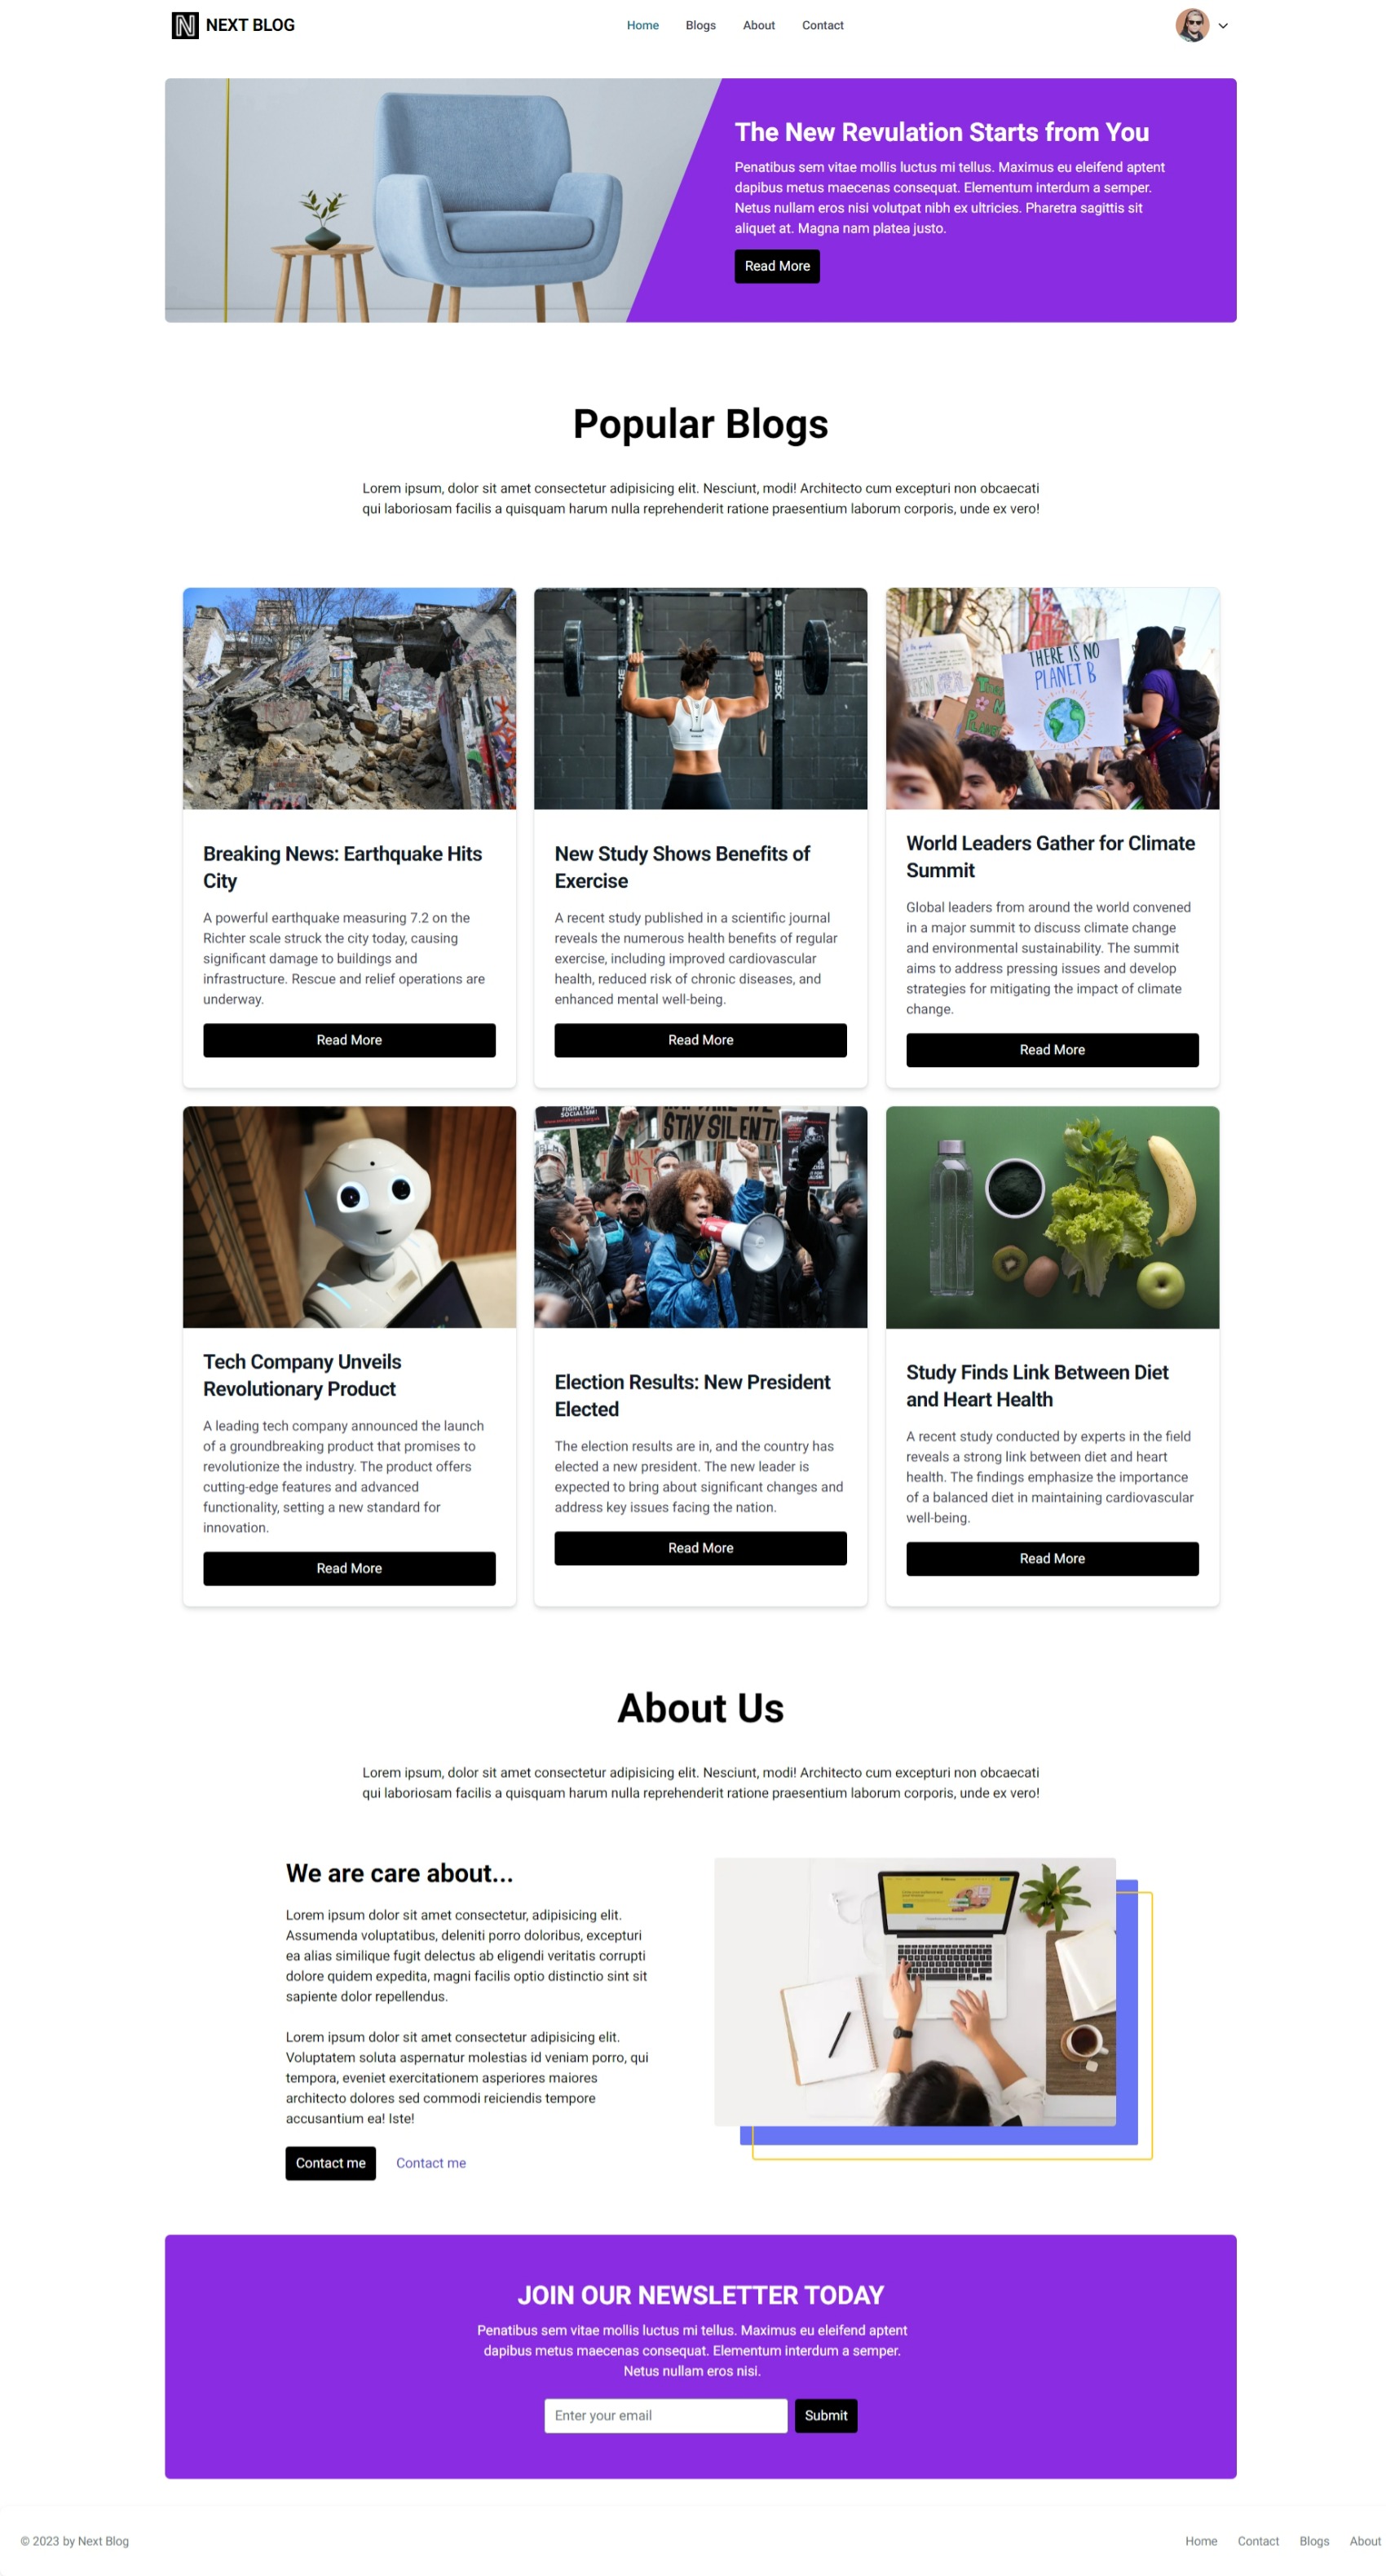 NEXT BLOG
Home Blogs About Contact
The New Revulation Starts from You
Penatibus sem vitae mollis luctus mi tellus. Maximus eu eleifend aptent
dapibus metus maecenas consequat. Elementum interdum a semper.
Netus nullam eros nisi volutpat nibh ex ultricies. Pharetra sagittis sit
aliquet at. Magna nam platea justo.
Read More
Popular Blogs
Lorem ipsum, dolor sit amet consectetur adipisicing elit. Nesciunt, modi! Architecto cum excepturi non obcaecati
qui laboriosam facilis a quisquam harum nulla reprehenderit ratione praesentium laborum corporis, unde ex vero!
Breaking News: Earthquake Hits
City
A powerful earthquake measuring 7.2 on the
Richter scale struck the city today, causing
significant damage to buildings and
infrastructure. Rescue and relief operations are
underway.
Read More
New Study Shows Benefits of
Exercise
A recent study published in a scientific journal
reveals the numerous health benefits of regular
exercise, including improved cardiovascular
health, reduced risk of chronic diseases, and
enhanced mental well-being.
Read More
THERE IS NO
PLANET B
World Leaders Gather for Climate
Summit
Global leaders from around the world convened
in a major summit to discuss climate change
and environmental sustainability. The summit
aims to address pressing issues and develop
strategies for mitigating the impact of climate
change.
Read More
Tech Company Unveils
Revolutionary Product
A leading tech company announced the launch
of a groundbreaking product that promises to
revolutionize the industry. The product offers
cutting-edge features and advanced
functionality, setting a new standard for
innovation.
Read More
FIGHT FOR
SOCIALISM!
STAY SILENT
Election Results: New President
Elected
The election results are in, and the country has
elected a new president. The new leader is
expected to bring about significant changes and
address key issues facing the nation.
Read More
Study Finds Link Between Diet
and Heart Health
A recent study conducted by experts in the field
reveals a strong link between diet and heart
health. The findings emphasize the importance
of a balanced diet in maintaining cardiovascular
well-being.
Read More
About Us
Lorem ipsum, dolor sit amet consectetur adipisicing elit. Nesciunt, modi! Architecto cum excepturi non obcaecati
qui laboriosam facilis a quisquam harum nulla reprehenderit ratione praesentium laborum corporis, unde ex vero!
We are care about...
Lorem ipsum dolor sit amet consectetur, adipisicing elit.
Assumenda voluptatibus, deleniti porro doloribus, excepturi
ea alias similique fugit delectus ab eligendi veritatis corrupti
dolore quidem expedita, magni facilis optio distinctio sint sit
sapiente dolor repellendus.
Lorem ipsum dolor sit amet consectetur adipisicing elit.
Voluptatem soluta aspernatur molestias id veniam porro, qui
tempora, eveniet exercitationem asperiores maiores
architecto dolores sed commodi reiciendis tempore
accusantium ea! Iste!
Contact me Contact me
JOIN OUR NEWSLETTER TODAY
Penatibus sem vitae mollis luctus mi tellus. Maximus eu eleifend aptent
dapibus metus maecenas consequat. Elementum interdum a semper.
Netus nullam eros nisi.
Enter your email Submit
© 2023 by Next Blog
Home Contact Blogs About